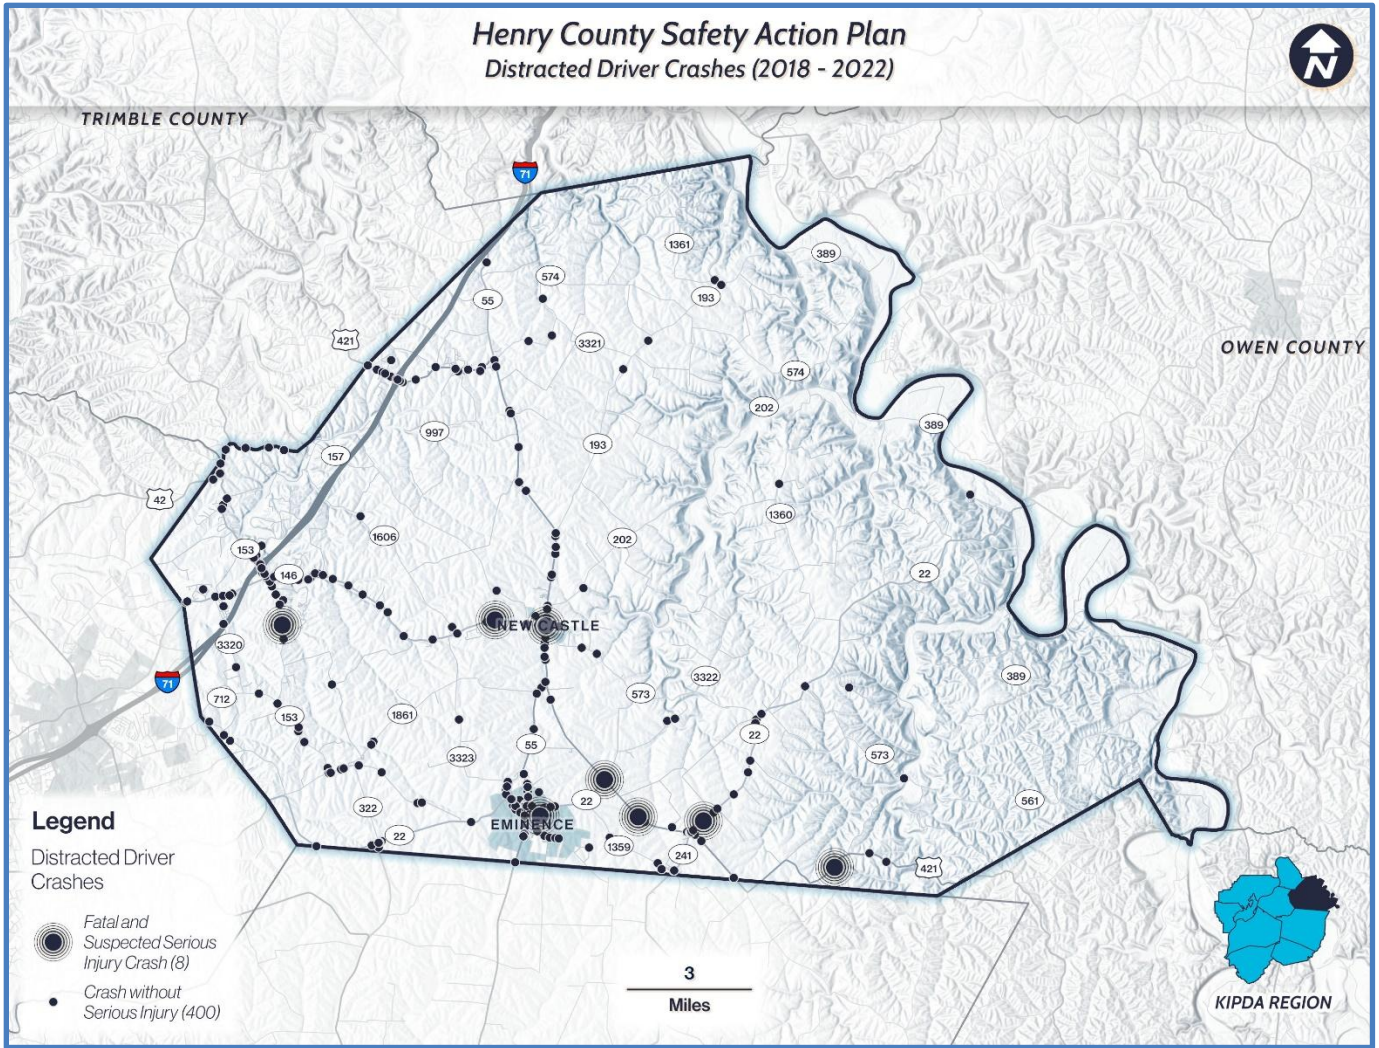 Henry County Safety Action Plan
Distracted Driver Crashes (2018 - 2022)
N
TRIMBLE COUNTY
71
1361
389
574
55
193
421
3321
OWEN COUNTY
574
202
389
997
193
157
42
1360
1606
202
153
22
146
NEW CASTLE
3320
3322
389
71
573
712
1861
153
22
55
573
3323
561
22
322
EMINENCE
22
1359
241
421
Legend
Distracted Driver
Crashes
Fatal and
Suspected Serious
Injury Crash (8)
Crash without
Serious Injury (400)
3
Miles
KIPDA REGION